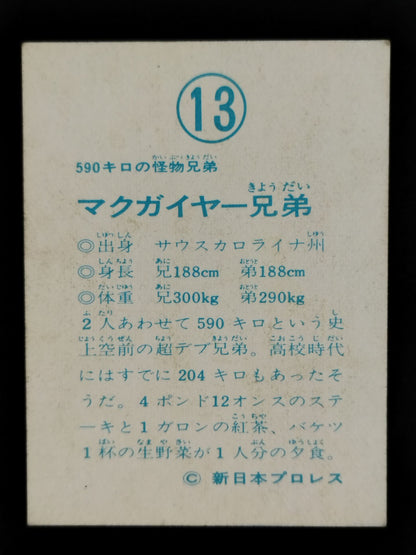 13
590キロの怪物兄弟
マクガイヤー兄弟
◎出身 サウスカロライナ州
◎身長 兄188cm 弟188cm
◎体重 兄300kg 弟290kg
2人あわせて590キロという史
上空前の超デブ兄弟。高校時代
にはすでに204キロもあったそ
うだ。4ポンド12オンスのステ
ーキと1ガロンの紅茶、バケツ
1杯の生野菜が1人分の夕食。
© 新日本プロレス